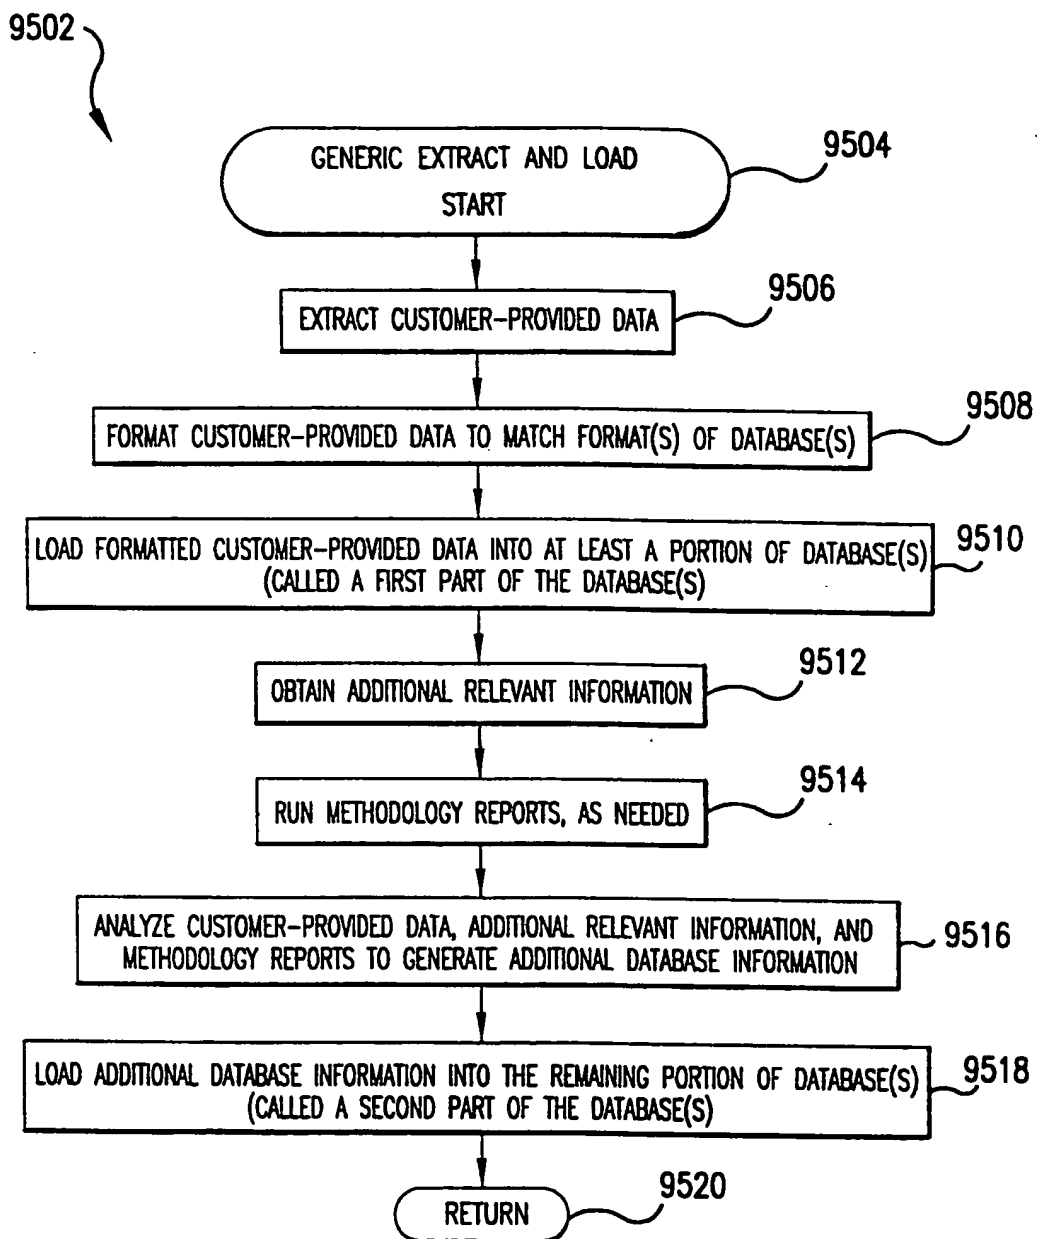 9502
GENERIC EXTRACT AND LOAD
START
9504
EXTRACT CUSTOMER-PROVIDED DATA
9506
FORMAT CUSTOMER-PROVIDED DATA TO MATCH FORMAT(S) OF DATABASE(S)
9508
LOAD FORMATTED CUSTOMER-PROVIDED DATA INTO AT LEAST A PORTION OF DATABASE(S)
(CALLED A FIRST PART OF THE DATABASE(S)
9510
OBTAIN ADDITIONAL RELEVANT INFORMATION
9512
RUN METHODOLOGY REPORTS, AS NEEDED
9514
ANALYZE CUSTOMER-PROVIDED DATA, ADDITIONAL RELEVANT INFORMATION, AND
METHODOLOGY REPORTS TO GENERATE ADDITIONAL DATABASE INFORMATION
9516
LOAD ADDITIONAL DATABASE INFORMATION INTO THE REMAINING PORTION OF DATABASE(S)
(CALLED A SECOND PART OF THE DATABASE(S)
9518
RETURN
9520